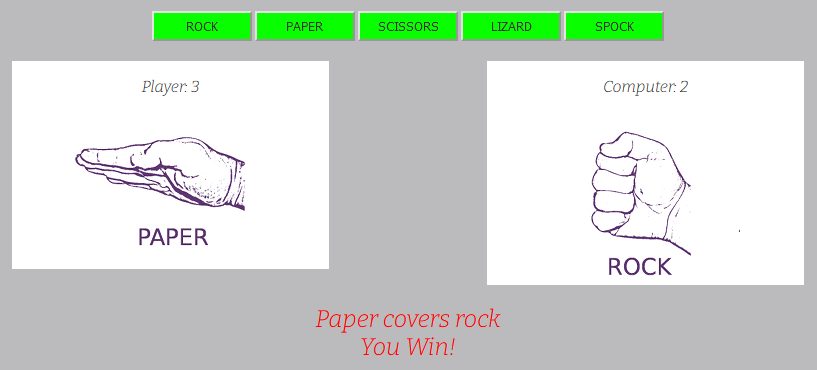 ROCK PAPER SCISSORS LIZARD SPOCK
Player: 3
PAPER
Computer: 2
ROCK
Paper covers rock
You Win!